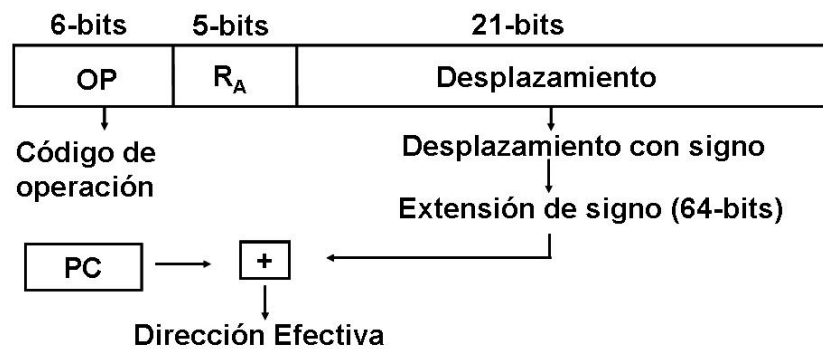 6-bits 5-bits 21-bits
OP R_A Desplazamiento
Código de
operación
Desplazamiento con signo
Extensión de signo (64-bits)
PC +
Dirección Efectiva